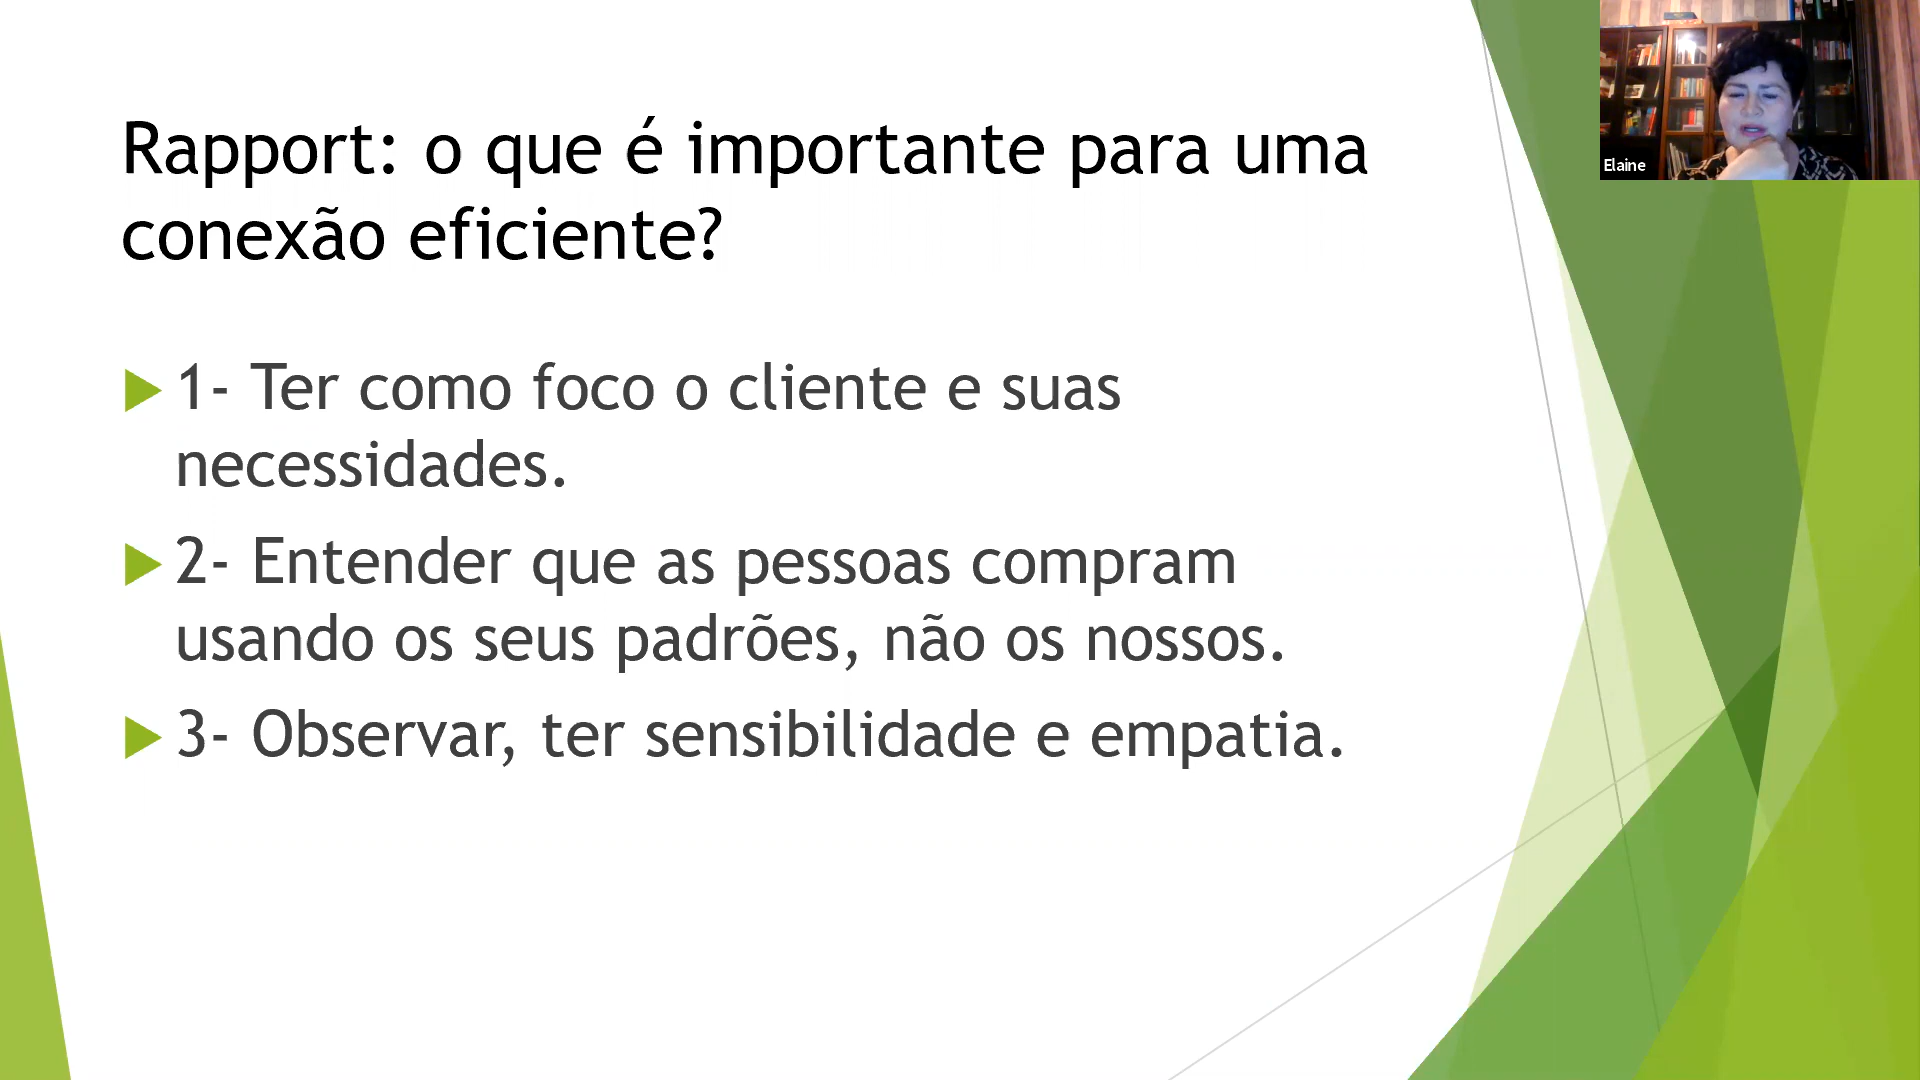 Rapport: o que é importante para uma
conexão eficiente?
1- Ter como foco o cliente e suas
necessidades.
2- Entender que as pessoas compram
usando os seus padrões, não os nossos.
3- Observar, ter sensibilidade e empatia.
Elaine